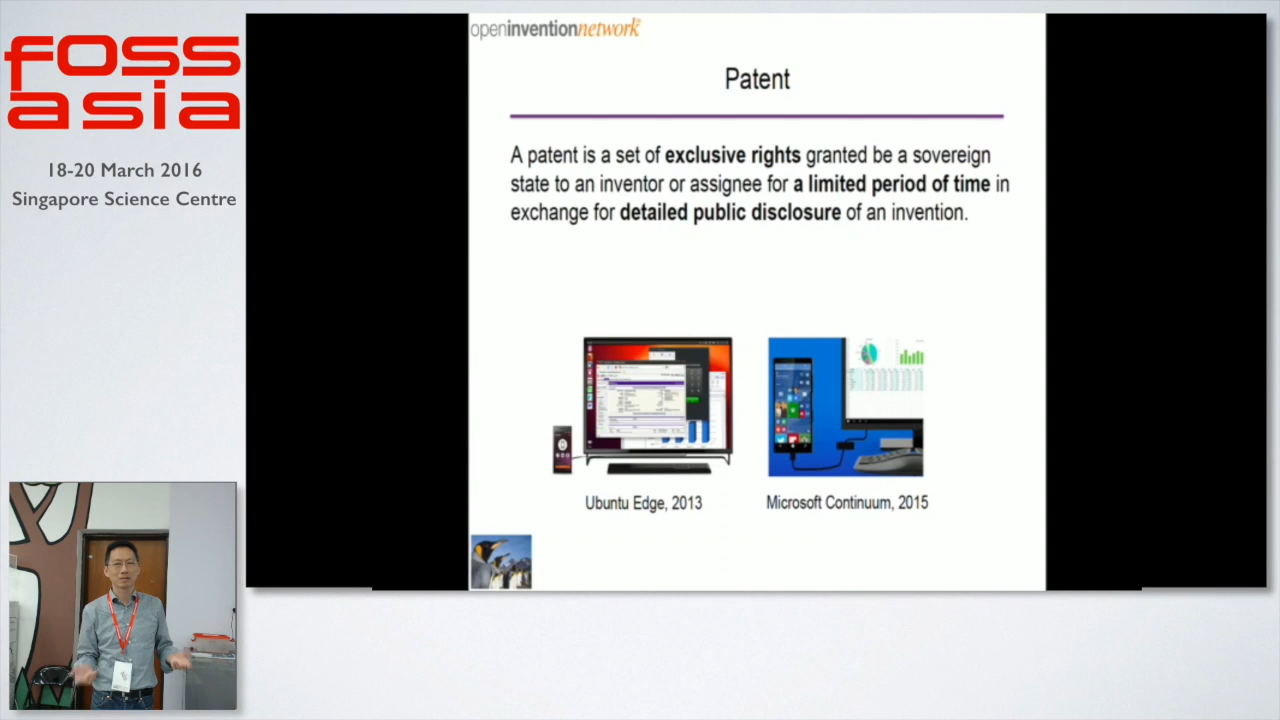 foss
asia
18-20 March 2016
Singapore Science Centre
openinventionnetwork
Patent
A patent is a set of exclusive rights granted be a sovereign
state to an inventor or assignee for a limited period of time in
exchange for detailed public disclosure of an invention.
Ubuntu Edge, 2013
Microsoft Continuum, 2015